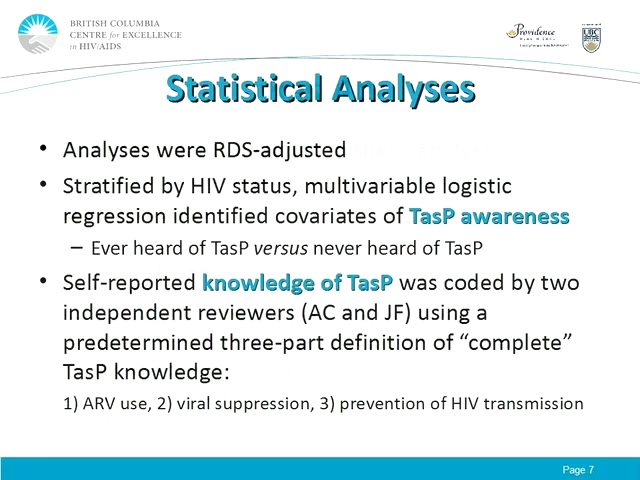 BRITISH COLUMBIA
CENTRE for EXCELLENCE
in HIV/AIDS
Providence
UBC
Statistical Analyses
• Analyses were RDS-adjusted
• Stratified by HIV status, multivariable logistic
regression identified covariates of TasP awareness
– Ever heard of TasP versus never heard of TasP
• Self-reported knowledge of TasP was coded by two
independent reviewers (AC and JF) using a
predetermined three-part definition of “complete”
TasP knowledge:
1) ARV use, 2) viral suppression, 3) prevention of HIV transmission
Page 7